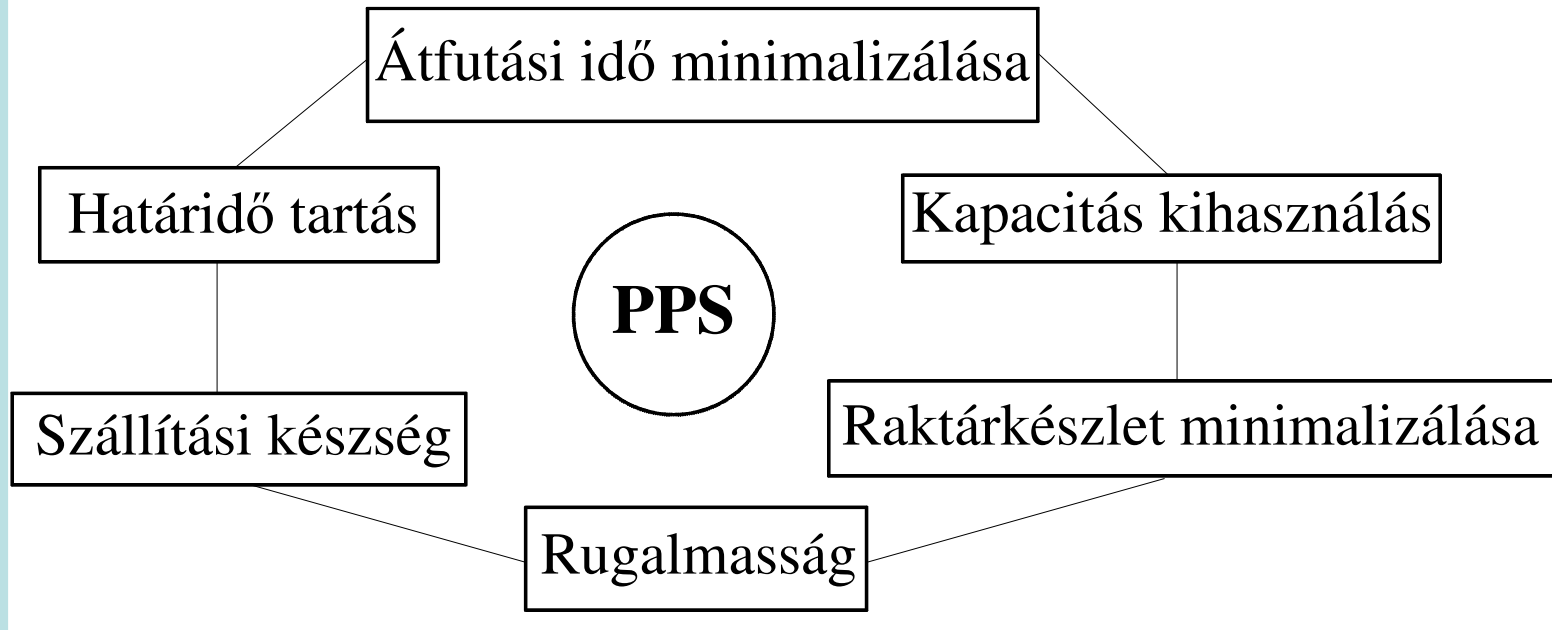 Átfutási idő minimalizálása
Határidő tartás
Kapacitás kihasználás
PPS
Szállítási készség
Raktárkészlet minimalizálása
Rugalmasság